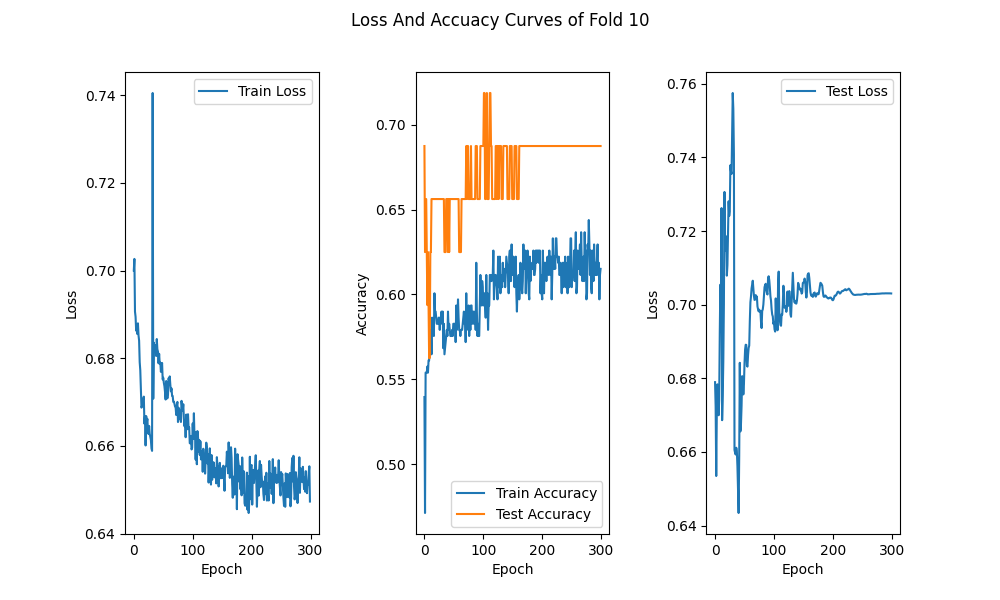 Loss And Accuacy Curves of Fold 10
Train Loss
0.74
0.72
0.70
0.68
0.66
0.64
Loss
0 100 200 300
Epoch
0.70
0.65
0.60
0.55
0.50
Accuracy
Train Accuracy
Test Accuracy
0 100 200 300
Epoch
Test Loss
0.76
0.74
0.72
0.70
0.68
0.66
0.64
Loss
0 100 200 300
Epoch